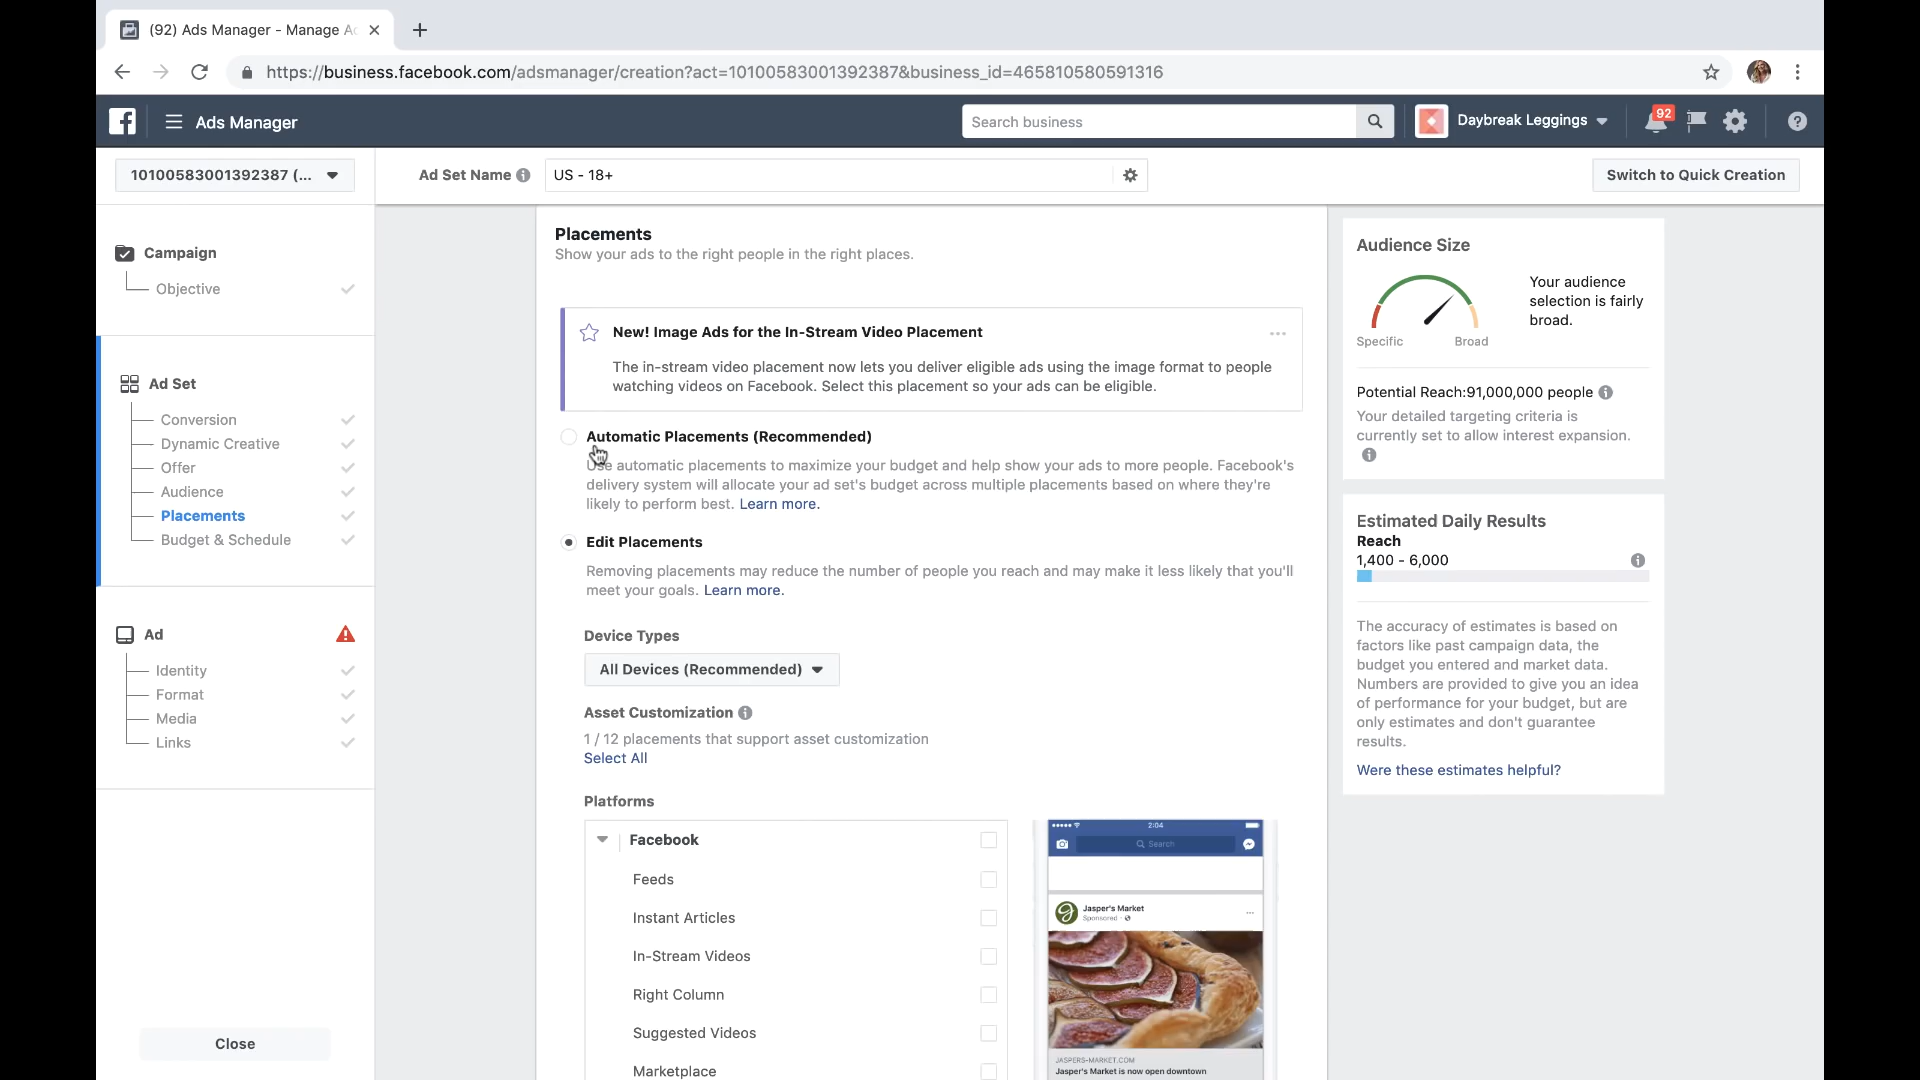 (92) Ads Manager - Manage Ad
https://business.facebook.com/adsmanager/creation?act=10100583001392387&business_id=465810580591316
Ads Manager
Search business
Daybreak Leggings
92
10100583001392387 (...
Ad Set Name
US - 18+
Switch to Quick Creation
Campaign
Objective
Ad Set
Conversion
Dynamic Creative
Offer
Audience
Placements
Budget & Schedule
Ad
Identity
Format
Media
Links
Close
Placements
Show your ads to the right people in the right places.
New! Image Ads for the In-Stream Video Placement
The in-stream video placement now lets you deliver eligible ads using the image format to people
watching videos on Facebook. Select this placement so your ads can be eligible.
Automatic Placements (Recommended)
Use automatic placements to maximize your budget and help show your ads to more people. Facebook's
delivery system will allocate your ad set's budget across multiple placements based on where they're
likely to perform best. Learn more.
Edit Placements
Removing placements may reduce the number of people you reach and may make it less likely that you'll
meet your goals. Learn more.
Device Types
All Devices (Recommended)
Asset Customization
1 / 12 placements that support asset customization
Select All
Platforms
Facebook
Feeds
Instant Articles
In-Stream Videos
Right Column
Suggested Videos
Marketplace
2:04
Search
Jasper's Market
Sponsored
JASPERS-MARKET.COM
Jasper's Market is now open downtown
Audience Size
Your audience
selection is fairly
broad.
Specific
Broad
Potential Reach:91,000,000 people
Your detailed targeting criteria is
currently set to allow interest expansion.
Estimated Daily Results
Reach
1,400 - 6,000
The accuracy of estimates is based on
factors like past campaign data, the
budget you entered and market data.
Numbers are provided to give you an idea
of performance for your budget, but are
only estimates and don't guarantee
results.
Were these estimates helpful?